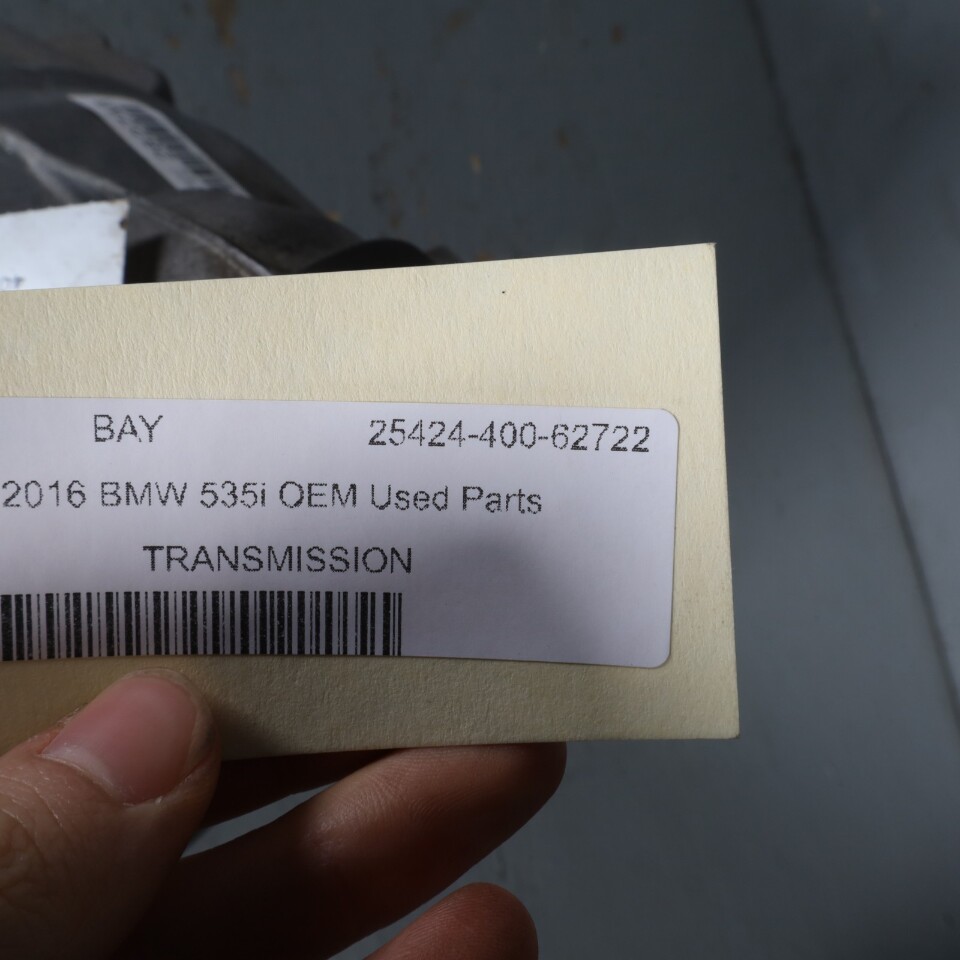 BAY 25424-400-62722
2016 BMW 535i OEM Used Parts
TRANSMISSION